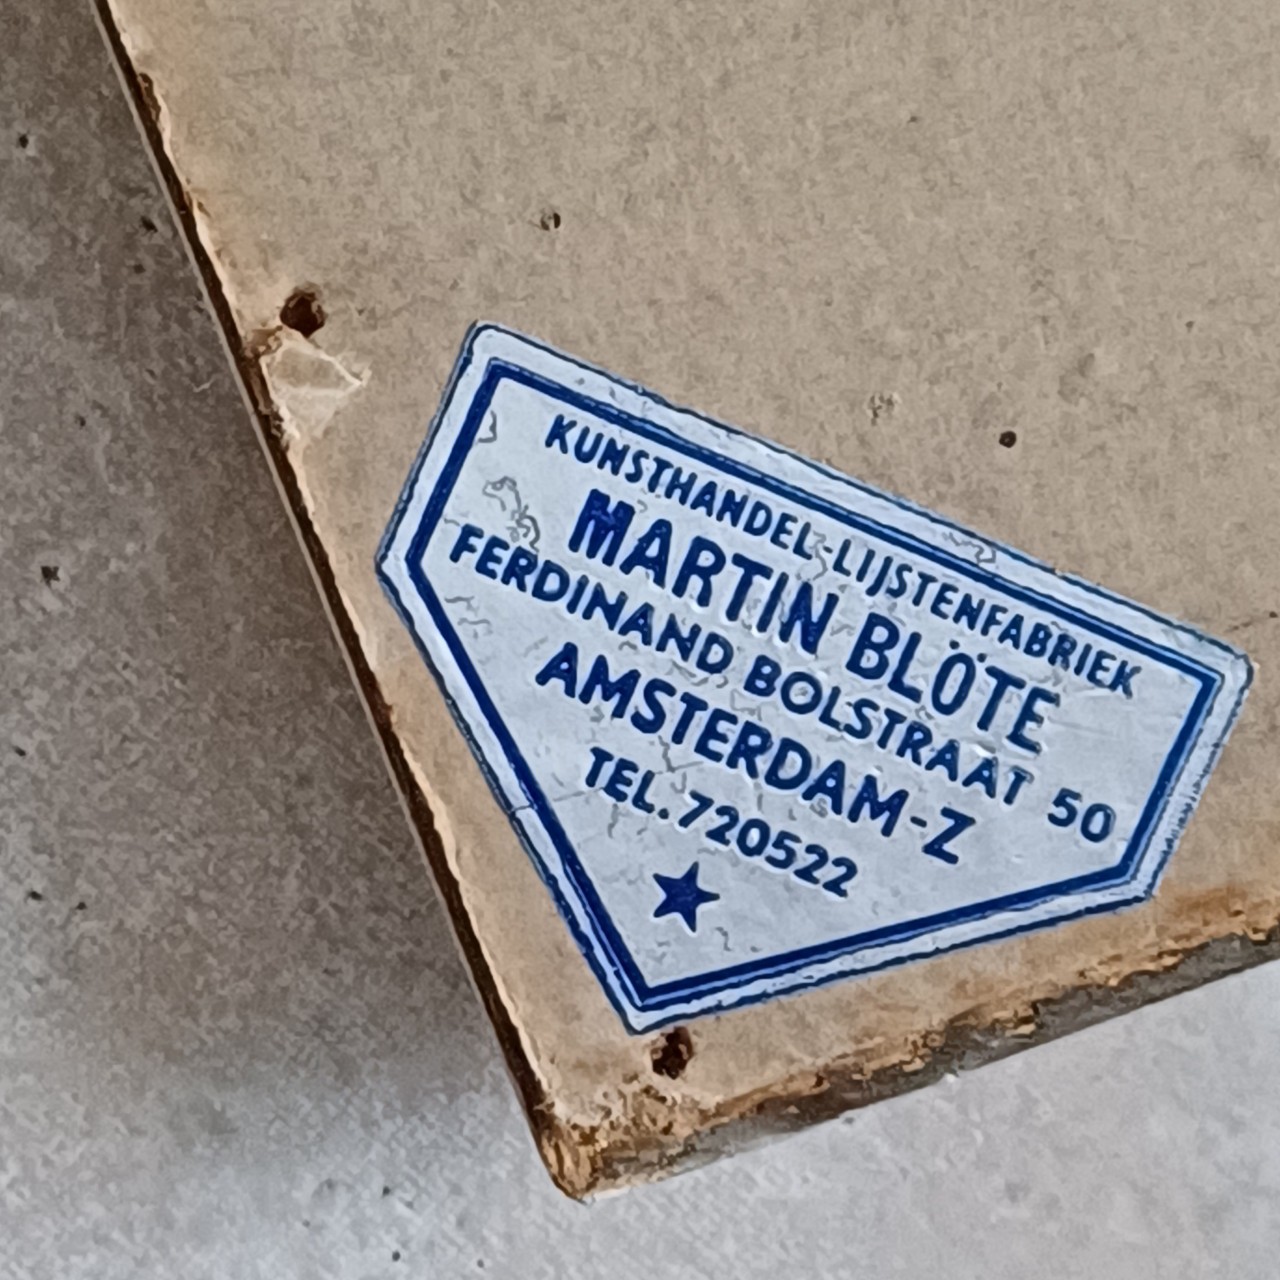 KUNSTHANDEL-LIJSTENFABRIEK
MARTIN BLÖTE
FERDINAND BOLSTRAAT 50
AMSTERDAM-Z
TEL. 720522